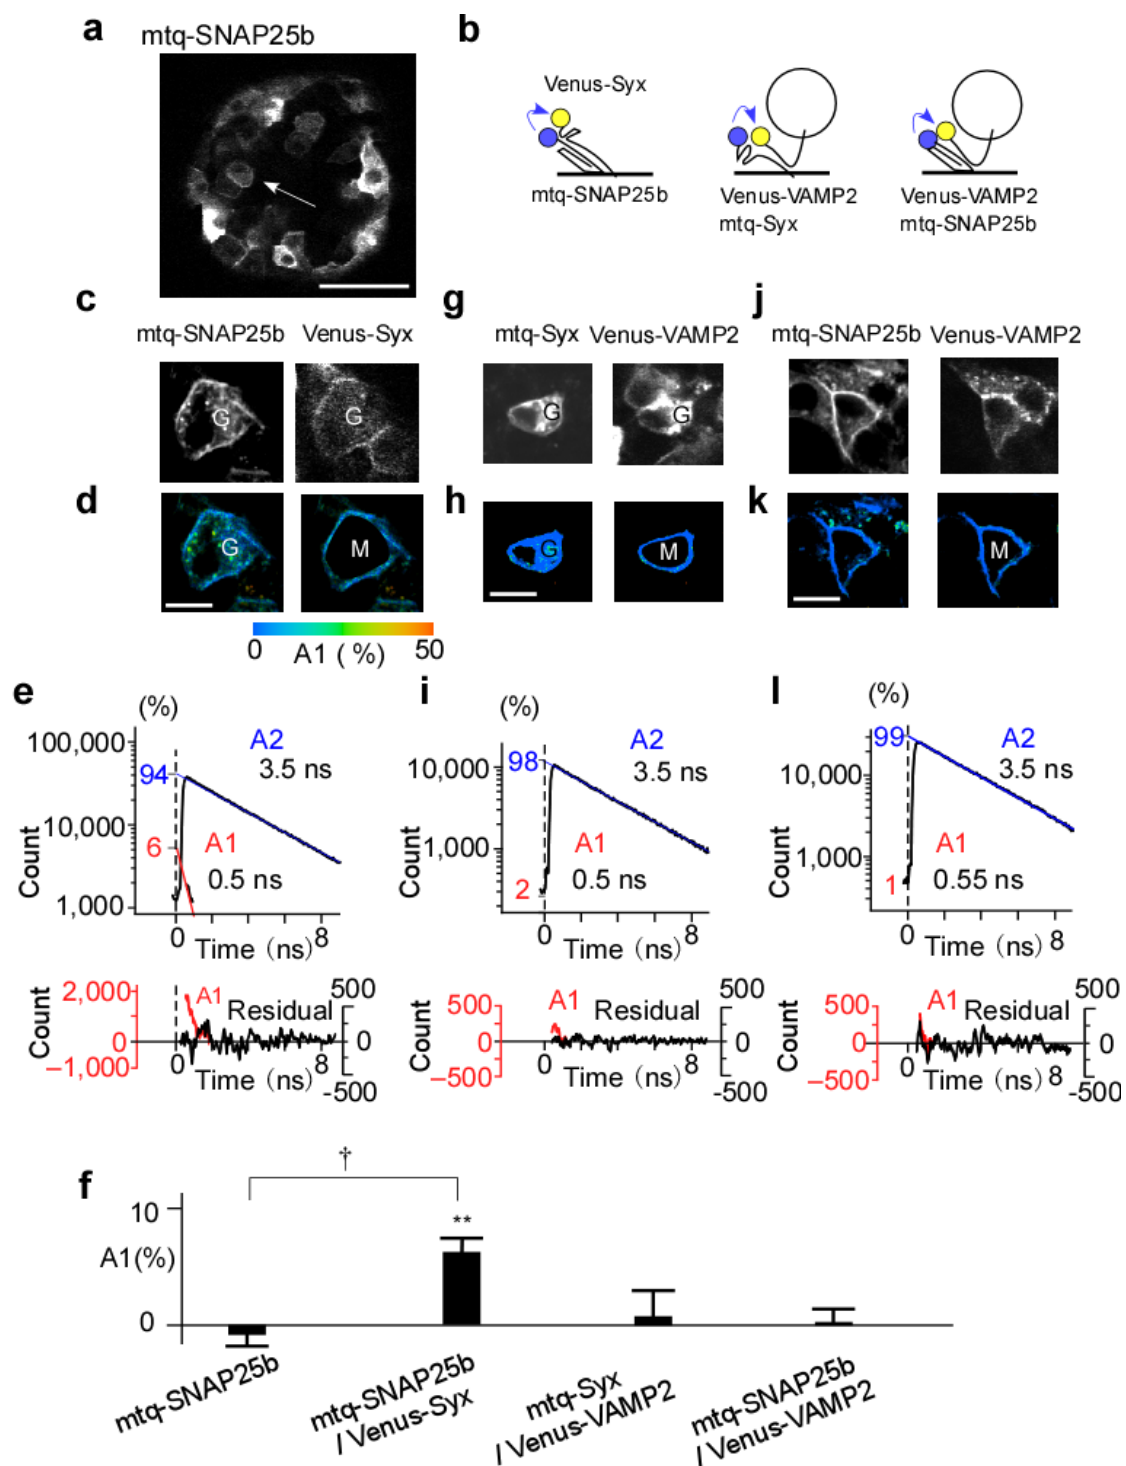 a
mtq-SNAP25b
b
Venus-Syx
mtq-SNAP25b
Venus-VAMP2
mtq-Syx
Venus-VAMP2
mtq-SNAP25b
c
mtq-SNAP25b
Venus-Syx
G
G
g
mtq-Syx
Venus-VAMP2
G
G
j
mtq-SNAP25b
Venus-VAMP2
d
G
M
0
50
A1 ( %)
h
G
M
k
M
e
(%)
100,000
10,000
1,000
94
6
A2
3.5 ns
A1
0.5 ns
Count
0
8
Time (ns)
2,000
0
–1,000
Count
A1
Residual
500
0
-500
0
8
Time (ns)
i
(%)
10,000
1,000
98
2
A2
3.5 ns
A1
0.5 ns
Count
0
8
Time (ns)
500
0
–500
Count
A1
Residual
500
0
-500
0
8
Time (ns)
l
(%)
10,000
1,000
99
1
A2
3.5 ns
A1
0.55 ns
Count
0
8
Time (ns)
500
0
–500
Count
A1
Residual
500
0
-500
0
8
Time (ns)
f
†
**
10
A1(%)
0
mtq-SNAP25b
mtq-SNAP25b
/ Venus-Syx
mtq-Syx
/ Venus-VAMP2
mtq-SNAP25b
/ Venus-VAMP2